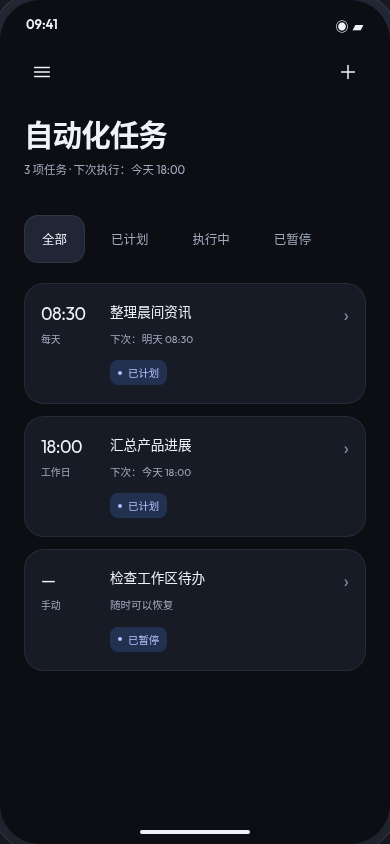 09:41
自动化任务
3 项任务 · 下次执行：今天 18:00
全部 已计划 执行中 已暂停
08:30 整理晨间资讯 ›
每天 下次：明天 08:30
已计划
18:00 汇总产品进展 ›
工作日 下次：今天 18:00
已计划
— 检查工作区待办 ›
手动 随时可以恢复
已暂停